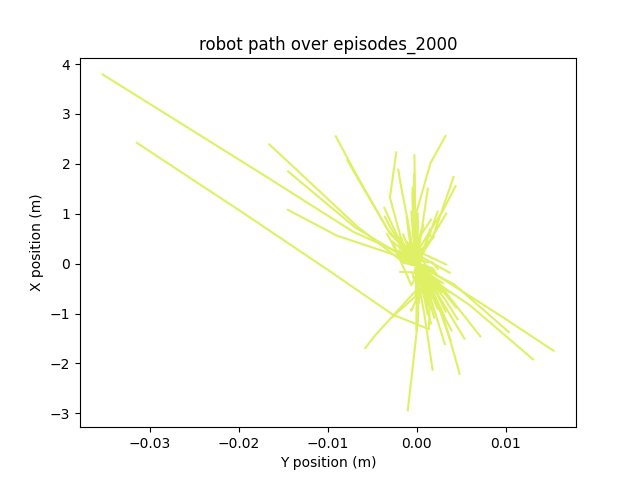 robot path over episodes_2000
4
3
2
1
0
−1
−2
−3
X position (m)
−0.03 −0.02 −0.01 0.00 0.01
Y position (m)